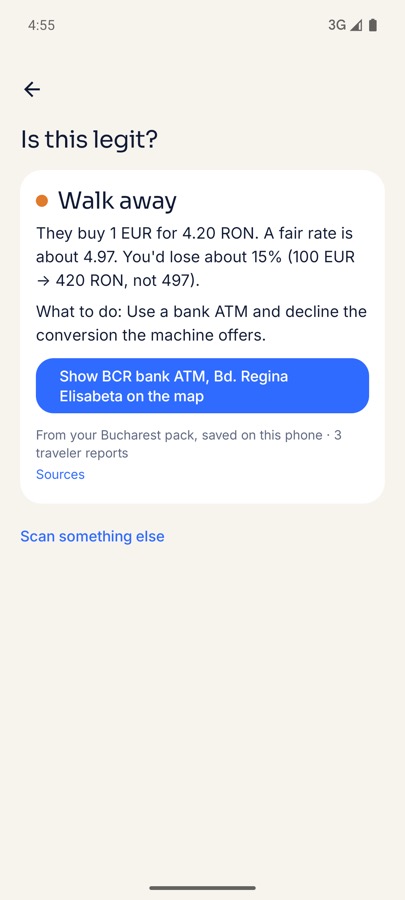 4:55
3G
Is this legit?
Walk away
They buy 1 EUR for 4.20 RON. A fair rate is
about 4.97. You'd lose about 15% (100 EUR
→ 420 RON, not 497).
What to do: Use a bank ATM and decline the
conversion the machine offers.
Show BCR bank ATM, Bd. Regina
Elisabeta on the map
From your Bucharest pack, saved on this phone · 3
traveler reports
Sources
Scan something else